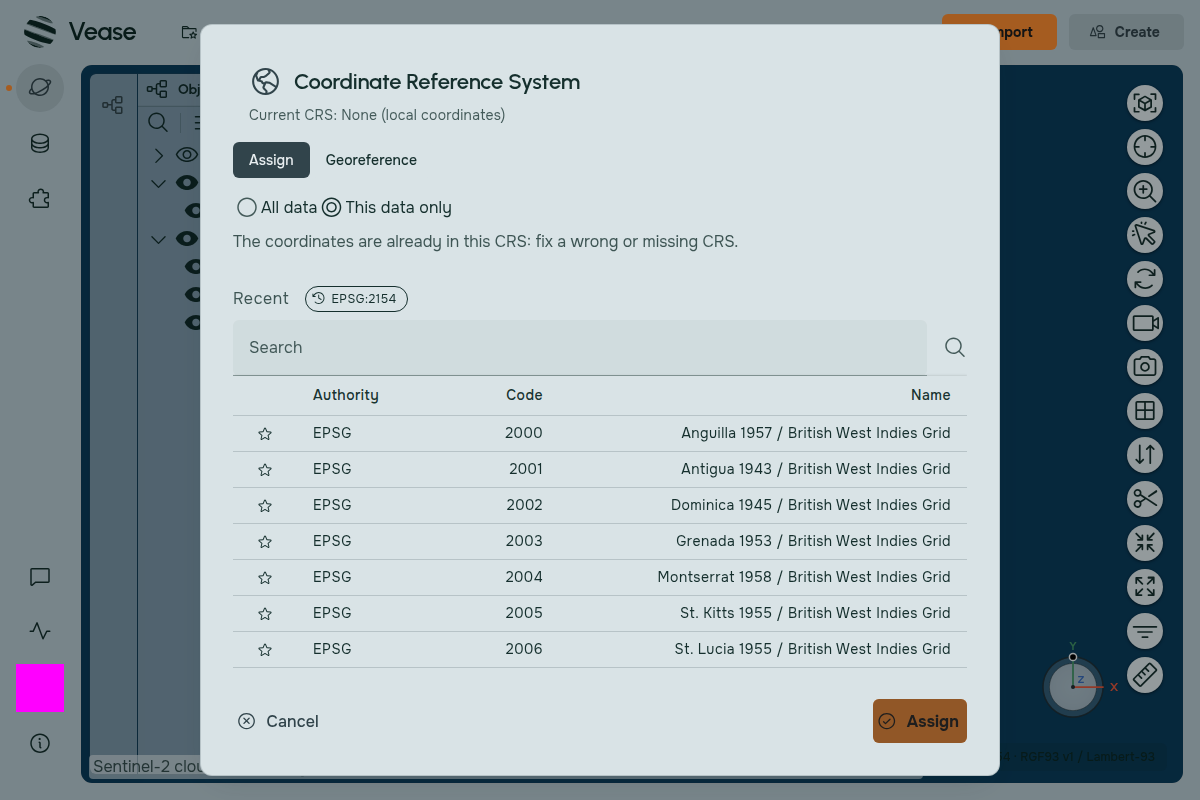 Vease
Import
Create
Coordinate Reference System
Current CRS: None (local coordinates)
Assign
Georeference
All data
This data only
The coordinates are already in this CRS: fix a wrong or missing CRS.
Recent
EPSG:2154
Search
Authority Code Name
EPSG 2000 Anguilla 1957 / British West Indies Grid
EPSG 2001 Antigua 1943 / British West Indies Grid
EPSG 2002 Dominica 1945 / British West Indies Grid
EPSG 2003 Grenada 1953 / British West Indies Grid
EPSG 2004 Montserrat 1958 / British West Indies Grid
EPSG 2005 St. Kitts 1955 / British West Indies Grid
EPSG 2006 St. Lucia 1955 / British West Indies Grid
Cancel
Assign
Y
Z
X
RGF93 v1 / Lambert-93
Sentinel-2